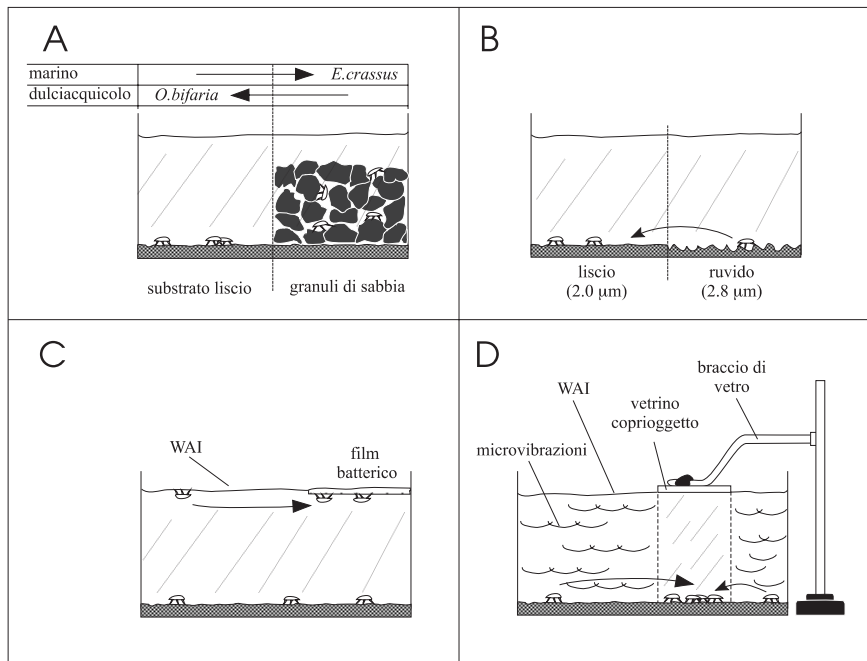 A
marino
E.crassus
dulciacquicolo
O.bifaria
substrato liscio
granuli di sabbia
B
liscio
(2.0 µm)
ruvido
(2.8 µm)
C
WAI
film
batterico
D
WAI
braccio di
vetro
vetrino
coprioggetto
microvibrazioni